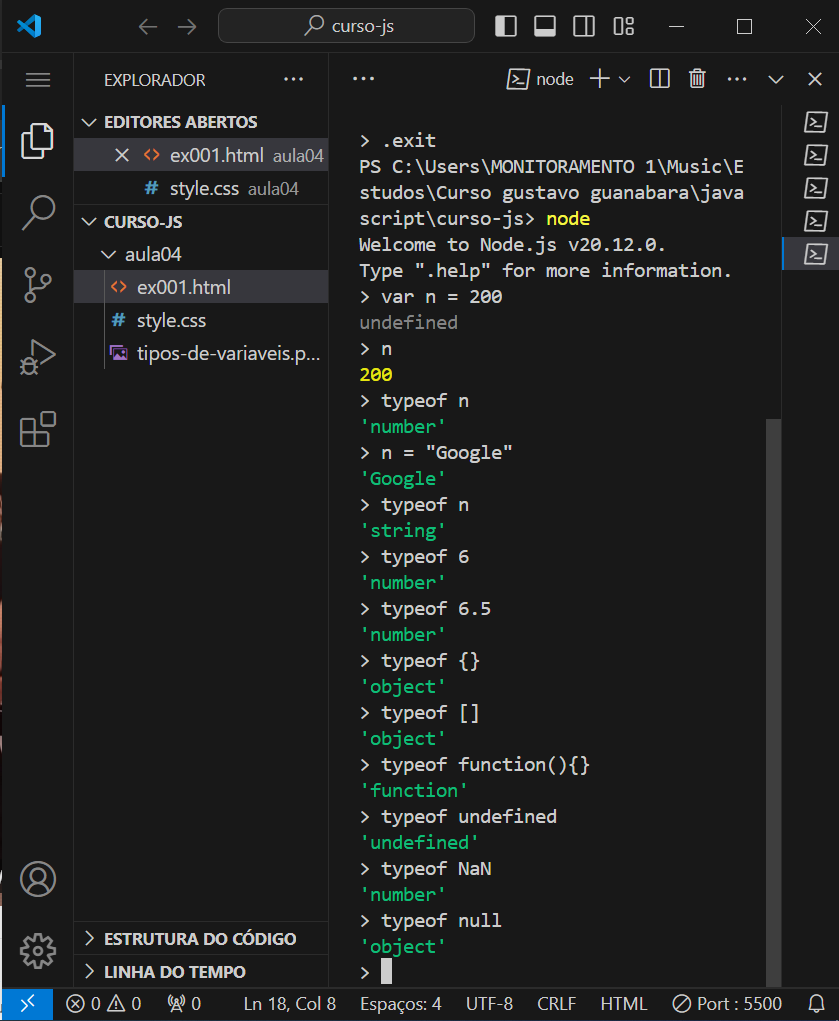 curso-js
EXPLORADOR
EDITORES ABERTOS
ex001.html aula04
# style.css aula04
CURSO-JS
aula04
<> ex001.html
# style.css
tipos-de-variaveis.p...
ESTRUTURA DO CÓDIGO
LINHA DO TEMPO
node
> .exit
PS C:\Users\MONITORAMENTO 1\Music\E
studos\Curso gustavo guanabara\java
script\curso-js> node
Welcome to Node.js v20.12.0.
Type ".help" for more information.
> var n = 200
undefined
> n
200
> typeof n
'number'
> n = "Google"
'Google'
> typeof n
'string'
> typeof 6
'number'
> typeof 6.5
'number'
> typeof {}
'object'
> typeof []
'object'
> typeof function(){}
'function'
> typeof undefined
'undefined'
> typeof NaN
'number'
> typeof null
'object'
>
0 0 0 Ln 18, Col 8 Espaços: 4 UTF-8 CRLF HTML Port : 5500